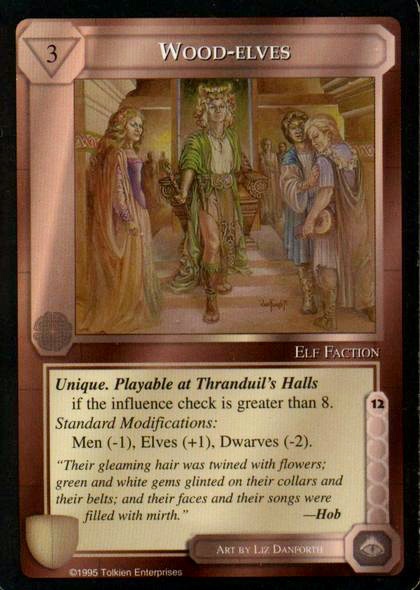 3
WOOD-ELVES
ELF FACTION
Unique. Playable at Thranduil's Halls
if the influence check is greater than 8.
Standard Modifications:
Men (-1), Elves (+1), Dwarves (-2).
12
"Their gleaming hair was twined with flowers;
green and white gems glinted on their collars and
their belts; and their faces and their songs were
filled with mirth." —Hob
ART BY LIZ DANFORTH
©1995 Tolkien Enterprises